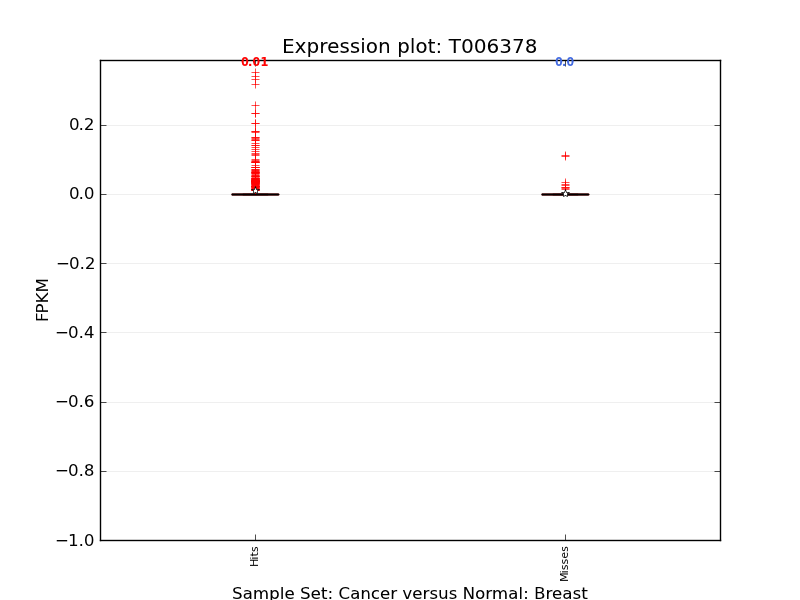 Expression plot: T006378
0.01 0.0
0.2
0.0
−0.2
−0.4
−0.6
−0.8
−1.0
FPKM
Hits Misses
Sample Set: Cancer versus Normal: Breast